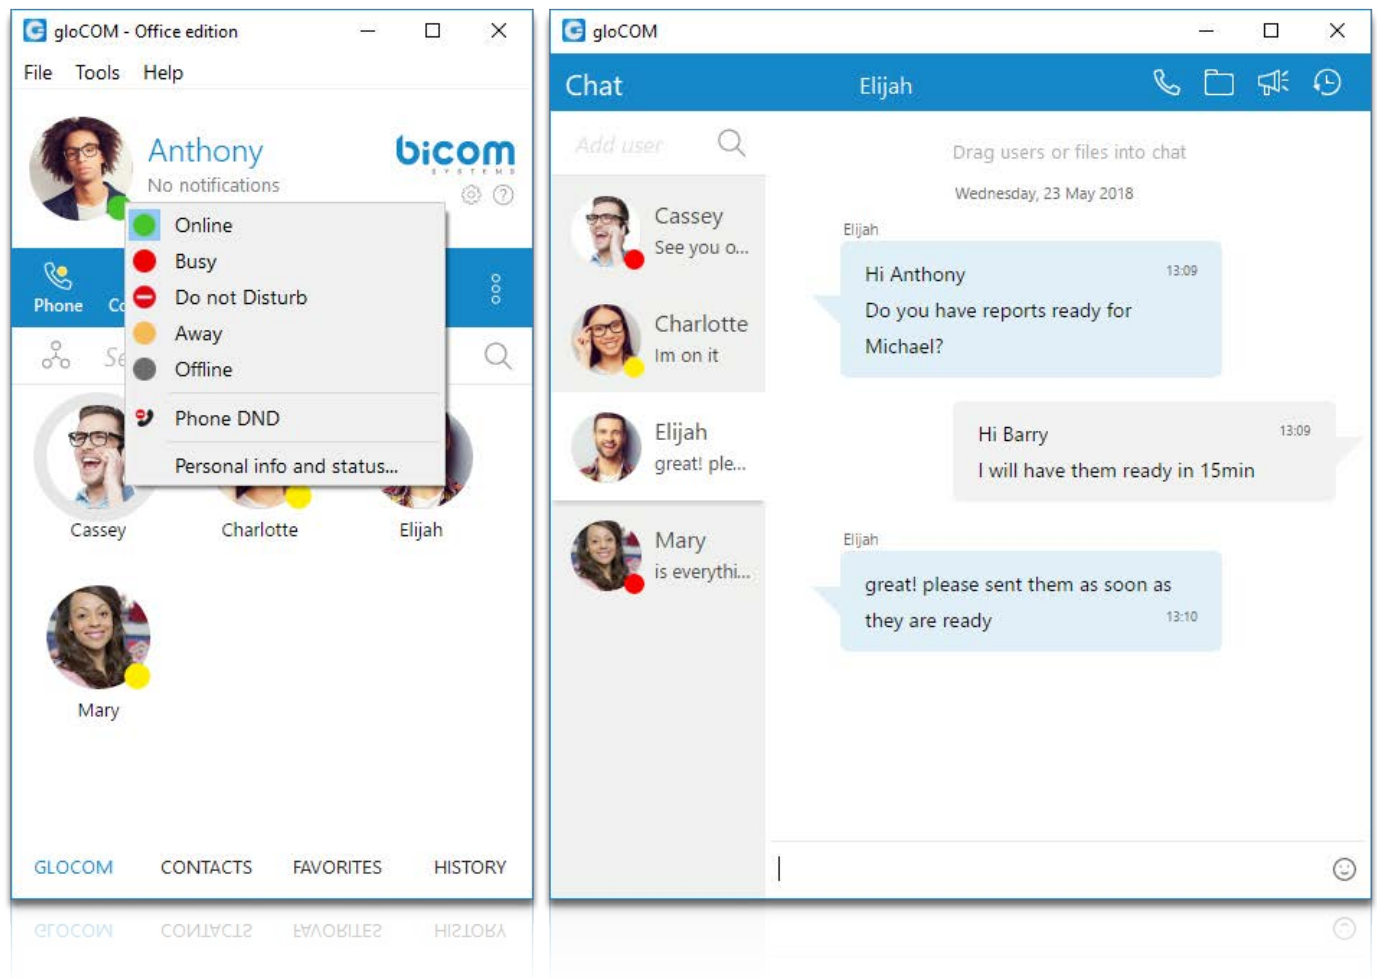 gloCOM - Office edition
File Tools Help
Anthony
No notifications
bicom
SYSTEMS
Online
Busy
Do not Disturb
Away
Offline
Phone DND
Personal info and status...
Phone
Cassey
Charlotte
Elijah
Mary
GLOCOM CONTACTS FAVORITES HISTORY
gloCOM
Chat
Elijah
Add user
Cassey
See you o...
Charlotte
Im on it
Elijah
great! ple...
Mary
is everythi...
Drag users or files into chat
Wednesday, 23 May 2018
Elijah
Hi Anthony 13:09
Do you have reports ready for
Michael?
Hi Barry 13:09
I will have them ready in 15min
Elijah
great! please sent them as soon as
they are ready 13:10